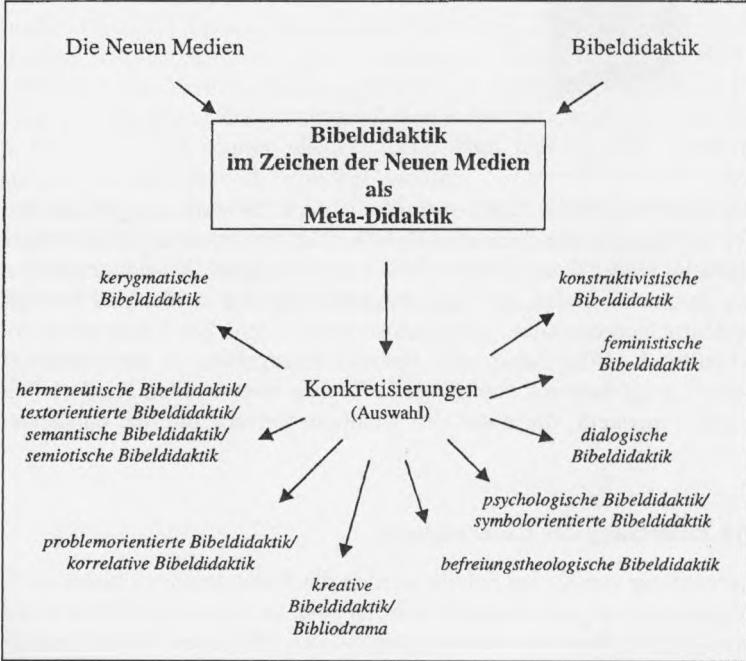 Die Neuen Medien
Bibeldidaktik
Bibeldidaktik
im Zeichen der Neuen Medien
als
Meta-Didaktik
kerygmatische
Bibeldidaktik
konstruktivistische
Bibeldidaktik
feministische
Bibeldidaktik
Konkretisierungen
(Auswahl)
hermeneutische Bibeldidaktik/
textorientierte Bibeldidaktik/
semantische Bibeldidaktik/
semiotische Bibeldidaktik
dialogische
Bibeldidaktik
psychologische Bibeldidaktik/
symbolorientierte Bibeldidaktik
problemorientierte Bibeldidaktik/
korrelative Bibeldidaktik
befreiungstheologische Bibeldidaktik
kreative
Bibeldidaktik/
Bibliodrama